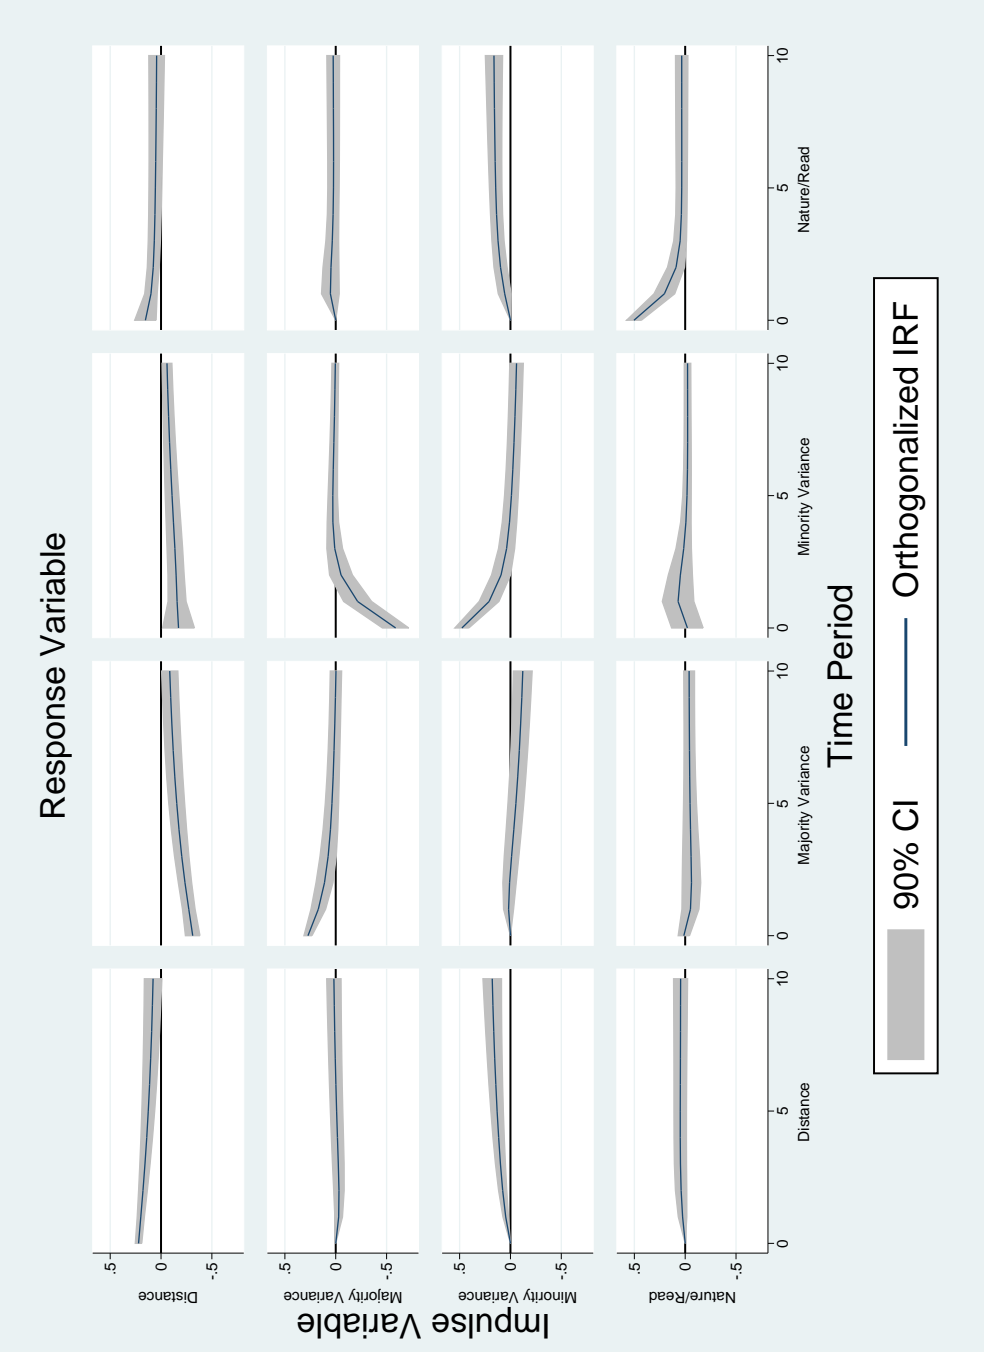 Response Variable
Impulse Variable
Distance
.5
0
-.5
Majority Variance
.5
0
-.5
Minority Variance
.5
0
-.5
Nature/Read
.5
0
-.5
0 5 10 0 5 10 0 5 10 0 5 10
Distance Majority Variance Minority Variance Nature/Read
Time Period
90% CI Orthogonalized IRF